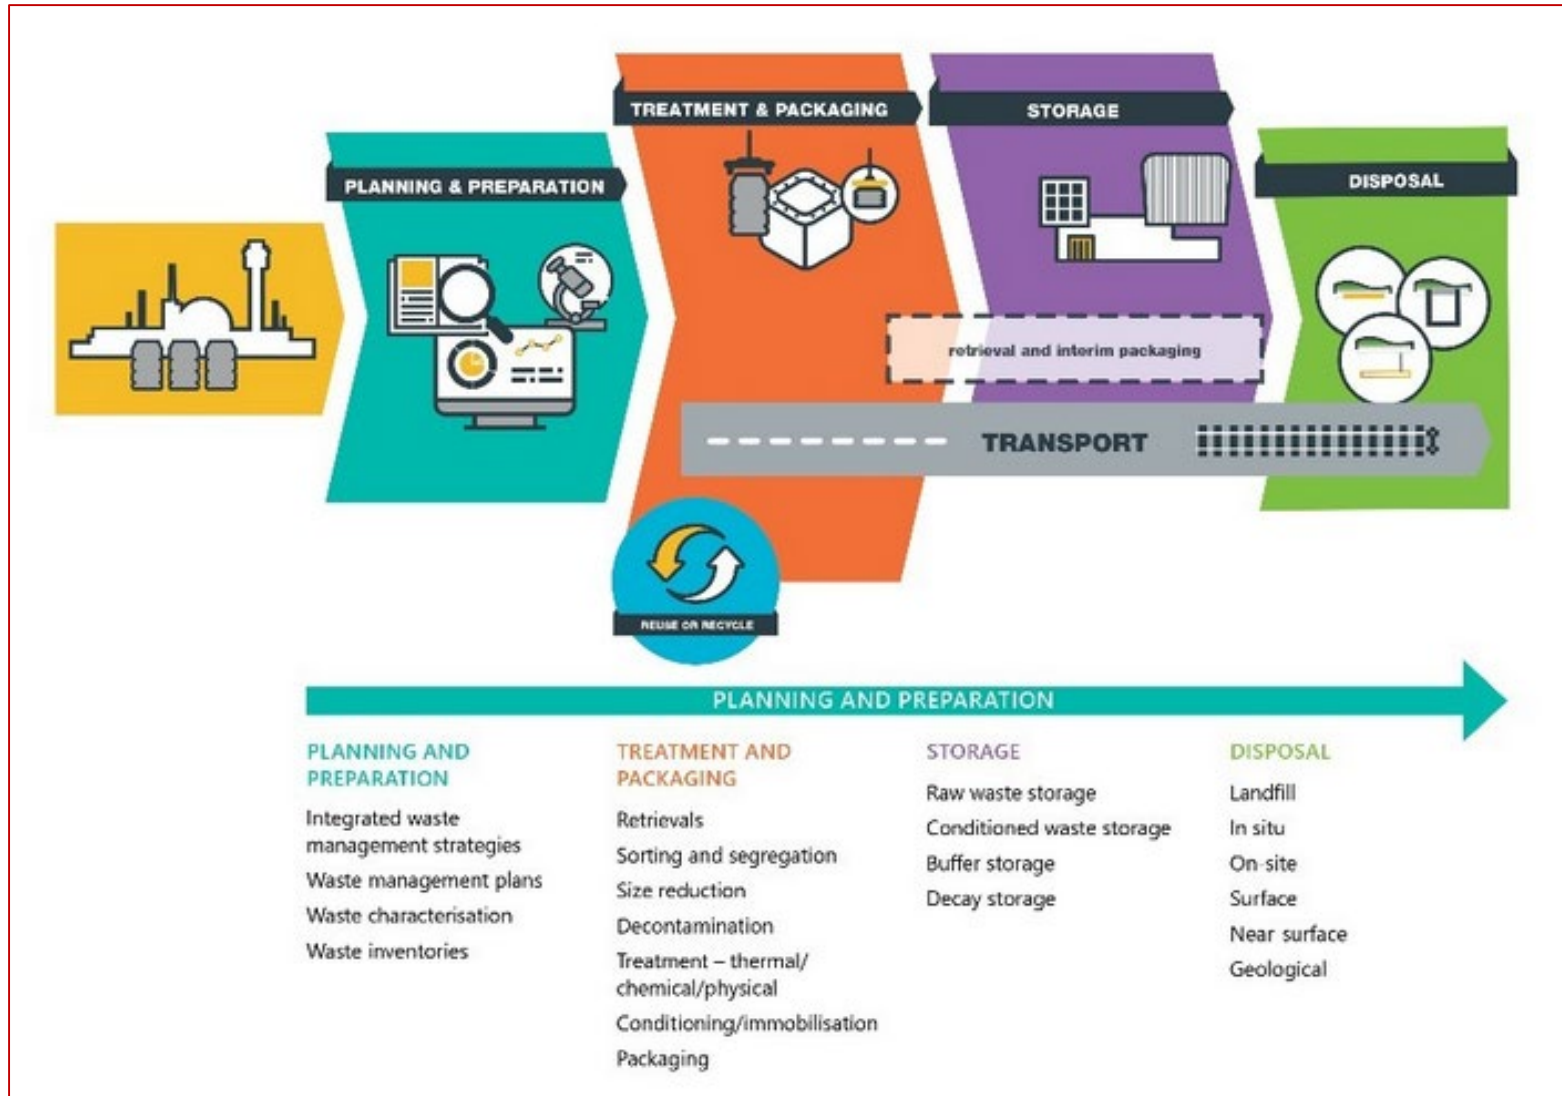 TREATMENT & PACKAGING
STORAGE
PLANNING & PREPARATION
DISPOSAL
retrieval and interim packaging
TRANSPORT
REUSE OR RECYCLE
PLANNING AND PREPARATION
PLANNING AND
PREPARATION
Integrated waste
management strategies
Waste management plans
Waste characterisation
Waste inventories
TREATMENT AND
PACKAGING
Retrievals
Sorting and segregation
Size reduction
Decontamination
Treatment – thermal/
chemical/physical
Conditioning/immobilisation
Packaging
STORAGE
Raw waste storage
Conditioned waste storage
Buffer storage
Decay storage
DISPOSAL
Landfill
In situ
On-site
Surface
Near surface
Geological